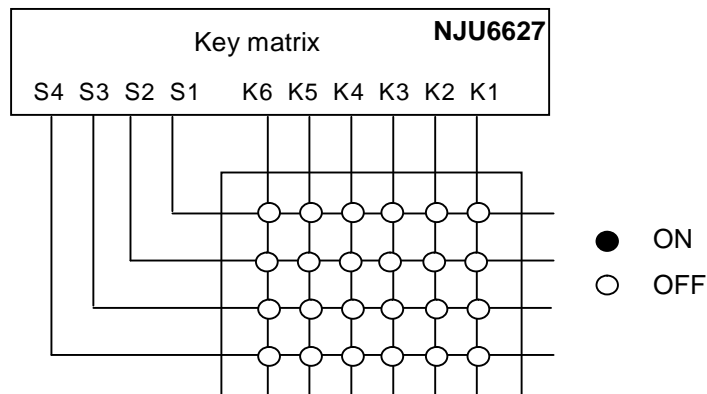 NJU6627
Key matrix
S4 S3 S2 S1 K6 K5 K4 K3 K2 K1
ON
OFF